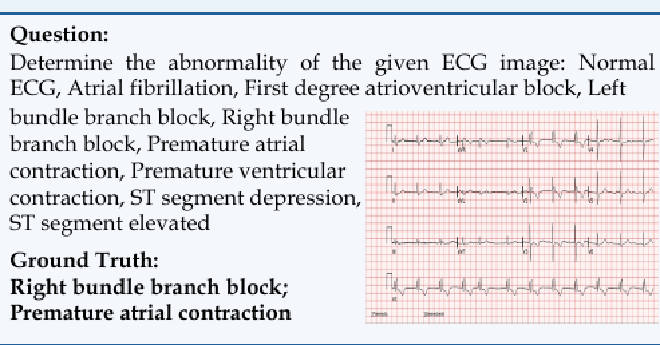 Question:
Determine the abnormality of the given ECG image: Normal
ECG, Atrial fibrillation, First degree atrioventricular block, Left
bundle branch block, Right bundle
branch block, Premature atrial
contraction, Premature ventricular
contraction, ST segment depression,
ST segment elevated
Ground Truth:
Right bundle branch block;
Premature atrial contraction